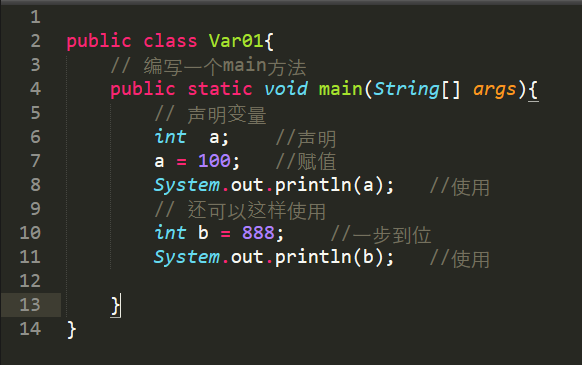 1
2 public class Var01{
3     // 编写一个main方法
4     public static void main(String[] args){
5         // 声明变量
6         int  a;    //声明
7         a = 100;   //赋值
8         System.out.println(a);   //使用
9         // 还可以这样使用
10         int b = 888;    //一步到位
11         System.out.println(b);   //使用
12
13     }
14 }